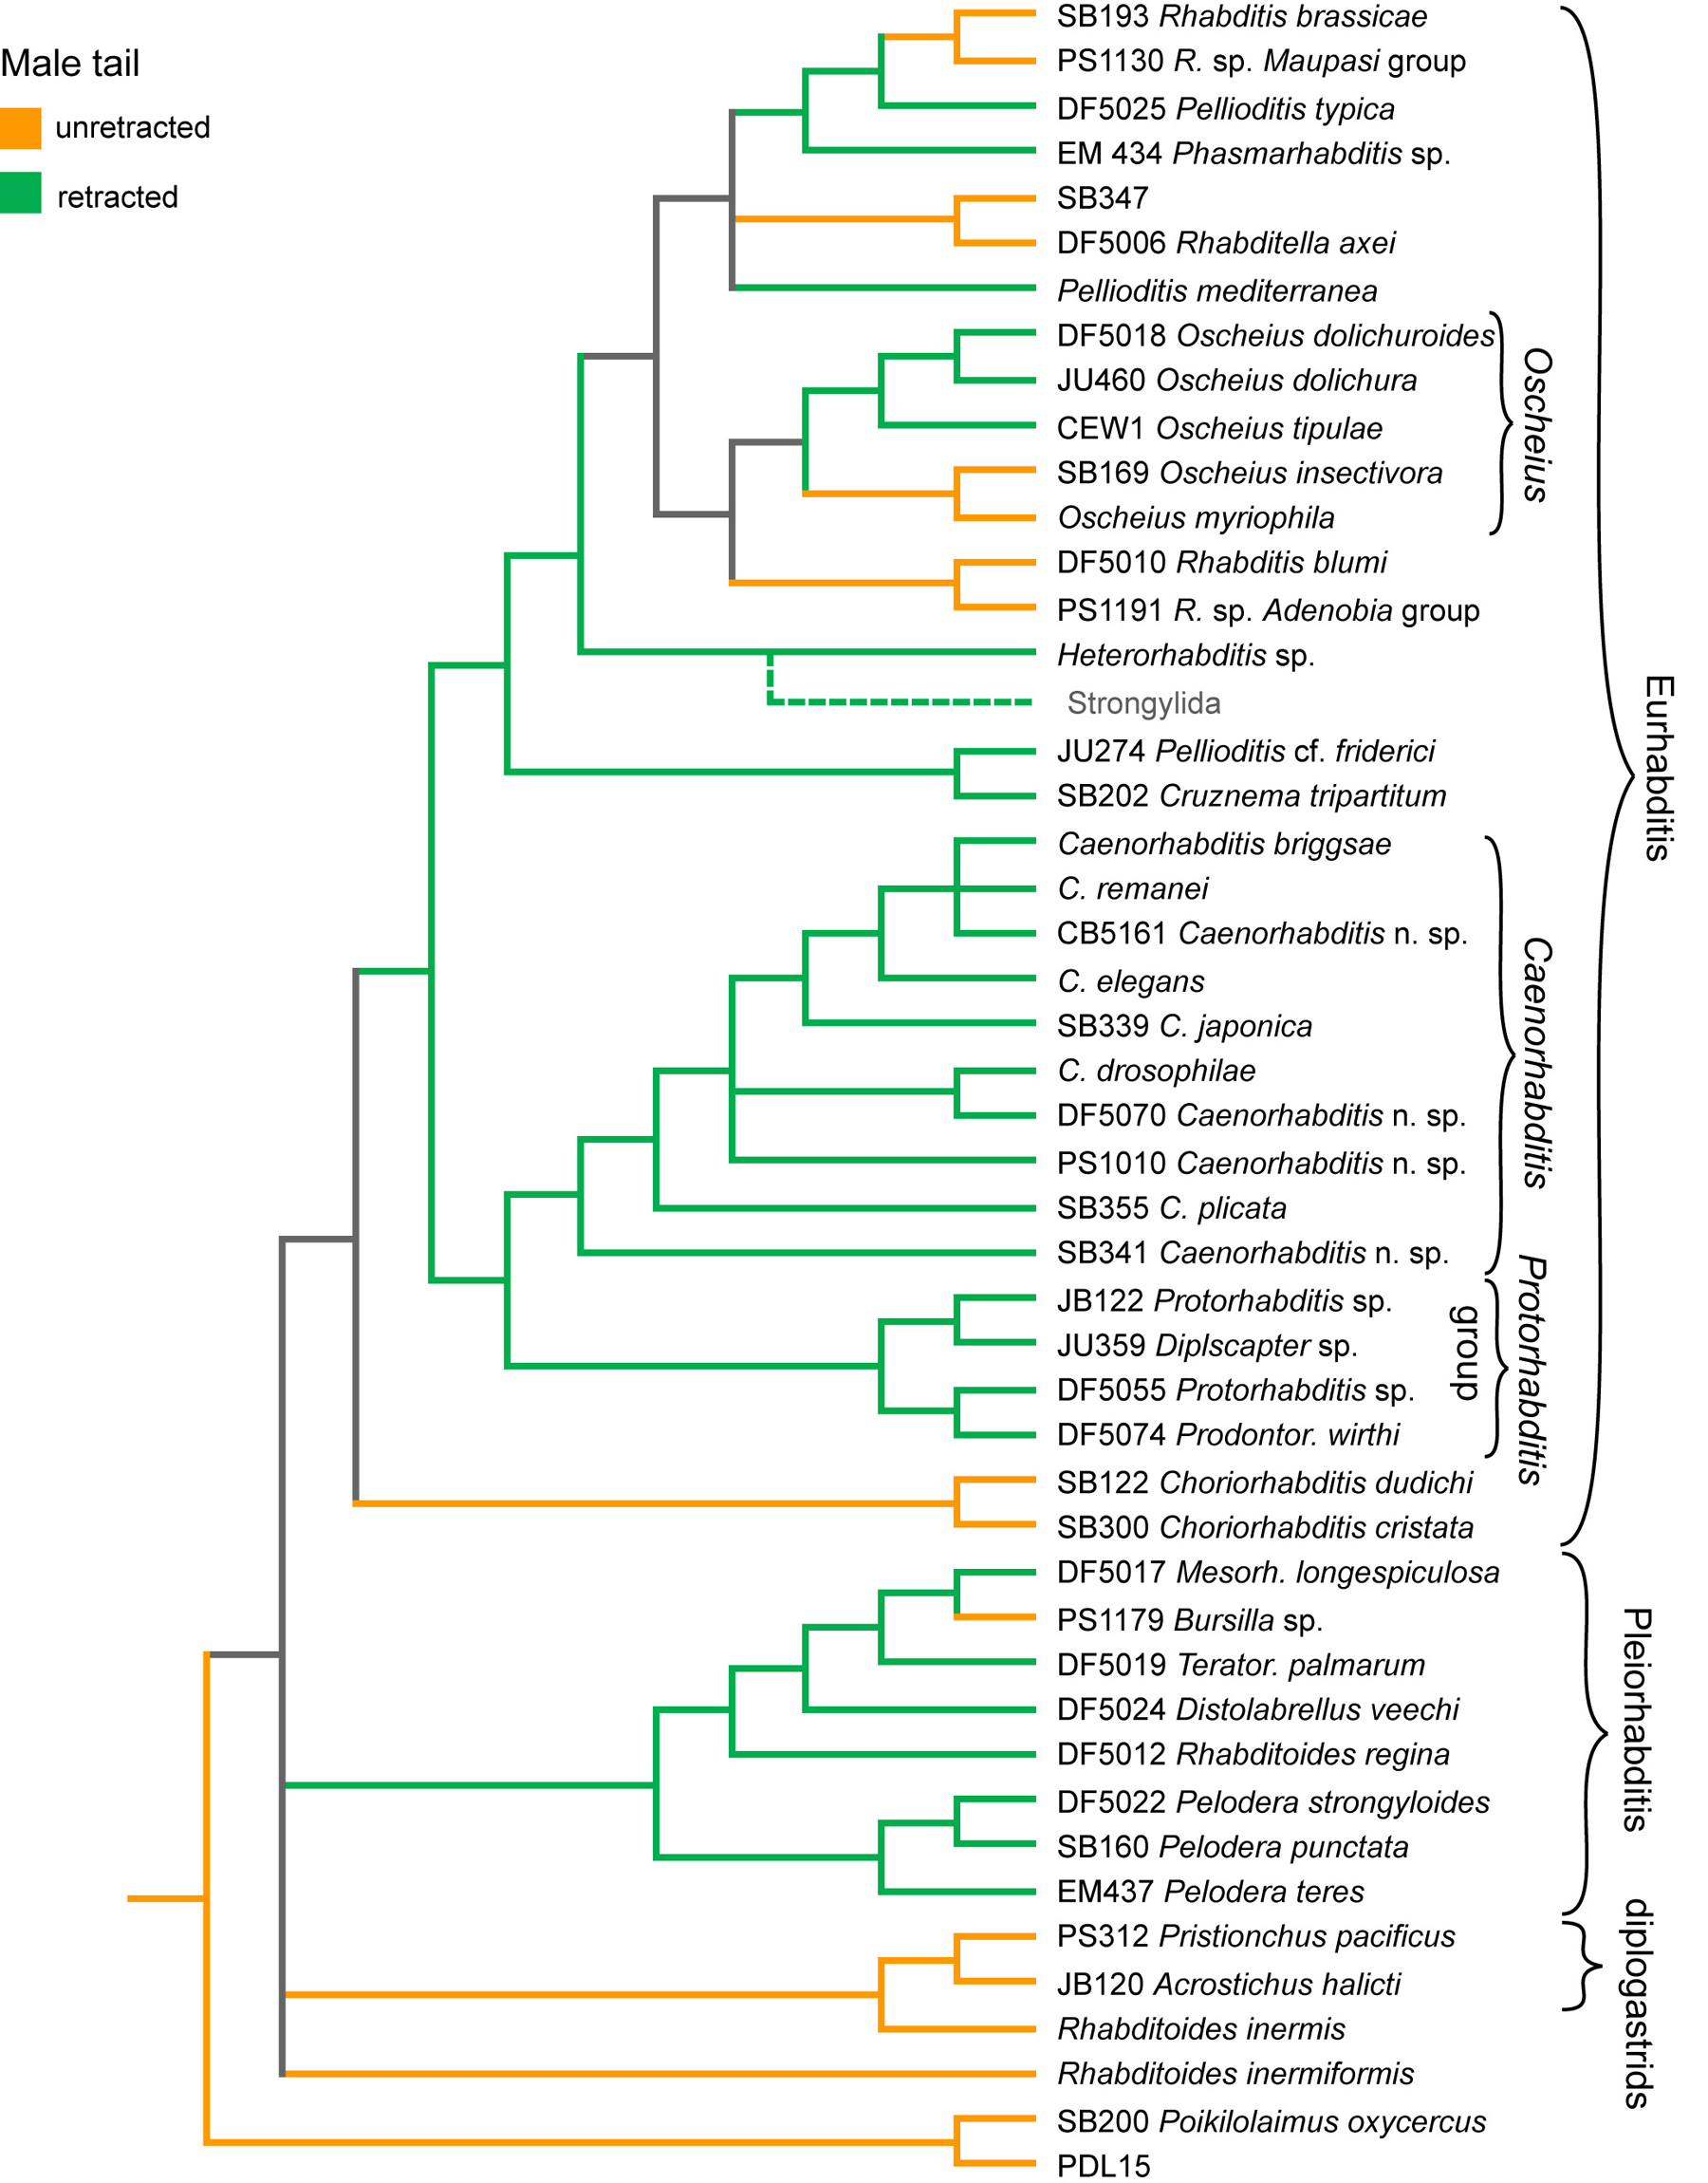 Male tail
unretracted
retracted
SB193 Rhabditis brassicae
PS1130 R. sp. Maupasi group
DF5025 Pellioditis typica
EM 434 Phasmarhabditis sp.
SB347
DF5006 Rhabditella axei
Pellioditis mediterranea
DF5018 Oscheius dolichuroides
JU460 Oscheius dolichura
CEW1 Oscheius tipulae
SB169 Oscheius insectivora
Oscheius myriophila
DF5010 Rhabditis blumi
PS1191 R. sp. Adenobia group
Heterorhabditis sp.
Strongylida
JU274 Pellioditis cf. friderici
SB202 Cruznema tripartitum
Caenorhabditis briggsae
C. remanei
CB5161 Caenorhabditis n. sp.
C. elegans
SB339 C. japonica
C. drosophilae
DF5070 Caenorhabditis n. sp.
PS1010 Caenorhabditis n. sp.
SB355 C. plicata
SB341 Caenorhabditis n. sp.
JB122 Protorhabditis sp.
JU359 Diplscapter sp.
DF5055 Protorhabditis sp.
DF5074 Prodontor. wirthi
SB122 Choriorhabditis dudichi
SB300 Choriorhabditis cristata
DF5017 Mesorh. longespiculosa
PS1179 Bursilla sp.
DF5019 Terator. palmarum
DF5024 Distolabrellus veechi
DF5012 Rhabditoides regina
DF5022 Pelodera strongyloides
SB160 Pelodera punctata
EM437 Pelodera teres
PS312 Pristionchus pacificus
JB120 Acrostichus halicti
Rhabditoides inermis
Rhabditoides inermiformis
SB200 Poikilolaimus oxycercus
PDL15
Oscheius
Caenorhabditis
Protorhabditis
group
Eurhabditis
Pleiorhabditis
diplogastrids